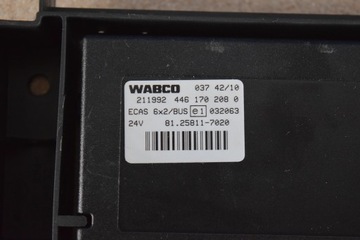 WABCO 037 42/10
211992 446 170 208 0
ECAS 6x2/BUS e1 032063
24V 81.25811-7020